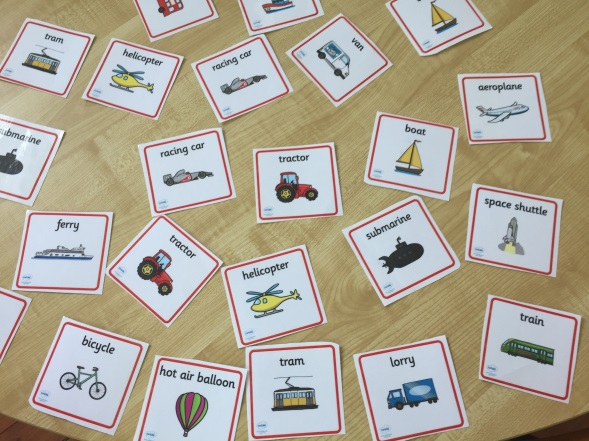 tram
helicopter
racing car
van
aeroplane
submarine
racing car
tractor
boat
ferry
tractor
helicopter
submarine
space shuttle
bicycle
hot air balloon
tram
lorry
train